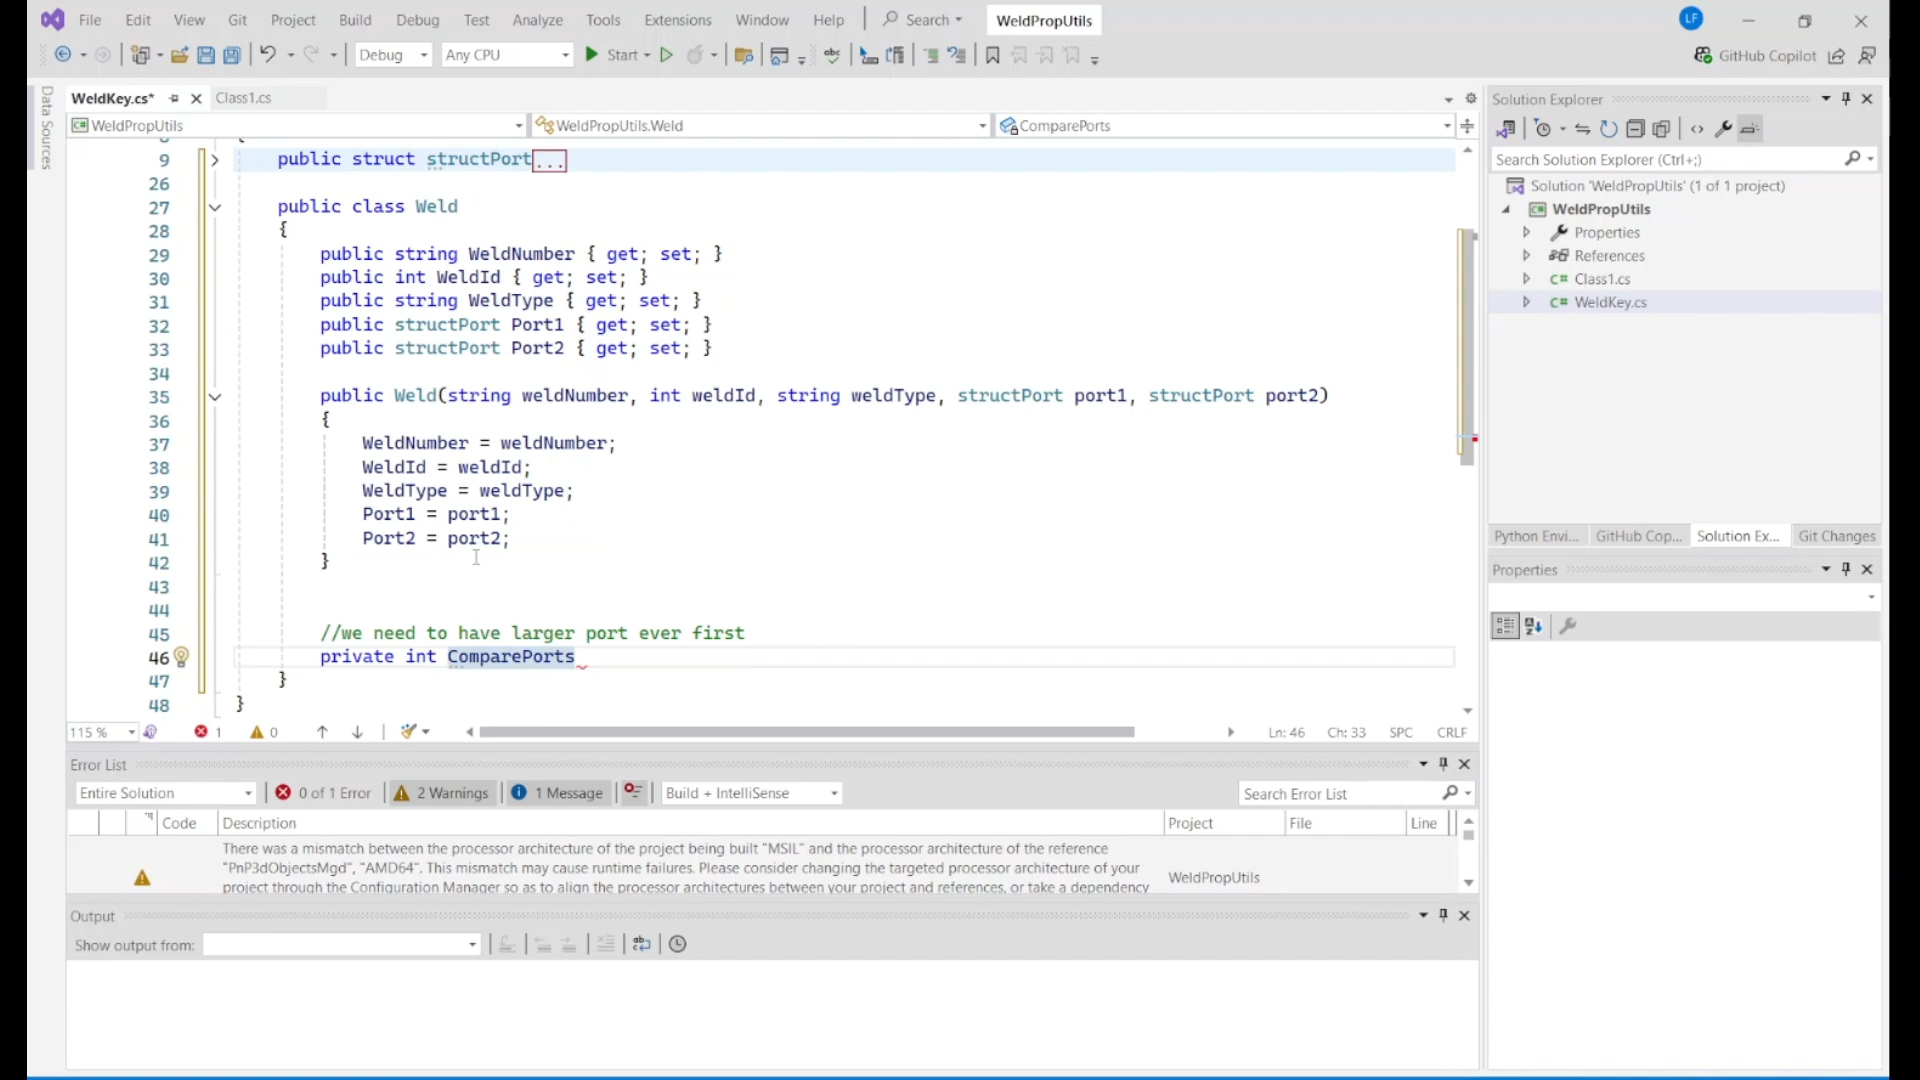 File Edit View Git Project Build Debug Test Analyze Tools Extensions Window Help Search WeldPropUtils LF
Debug Any CPU Start GitHub Copilot
Data Sources
WeldKey.cs* Class1.cs
WeldPropUtils WeldPropUtils.Weld ComparePorts
9 public struct structPort...
26
27 public class Weld
28 {
29 public string WeldNumber { get; set; }
30 public int WeldId { get; set; }
31 public string WeldType { get; set; }
32 public structPort Port1 { get; set; }
33 public structPort Port2 { get; set; }
34
35 public Weld(string weldNumber, int weldId, string weldType, structPort port1, structPort port2)
36 {
37 WeldNumber = weldNumber;
38 WeldId = weldId;
39 WeldType = weldType;
40 Port1 = port1;
41 Port2 = port2;
42 }
43
44
45 //we need to have larger port ever first
46 private int ComparePorts
47 }
48 }
115 % 1 0 Ln: 46 Ch: 33 SPC CRLF
Error List
Entire Solution 0 of 1 Error 2 Warnings 1 Message Build + IntelliSense Search Error List
Code Description Project File Line
There was a mismatch between the processor architecture of the project being built "MSIL" and the processor architecture of the reference
"PnP3dObjectsMgd", "AMD64". This mismatch may cause runtime failures. Please consider changing the targeted processor architecture of your
project through the Configuration Manager so as to align the processor architectures between your project and references, or take a dependency
WeldPropUtils
Output
Show output from:
Solution Explorer
Search Solution Explorer (Ctrl+;)
Solution 'WeldPropUtils' (1 of 1 project)
WeldPropUtils
Properties
References
C# Class1.cs
C# WeldKey.cs
Python Envi... GitHub Cop... Solution Ex... Git Changes
Properties